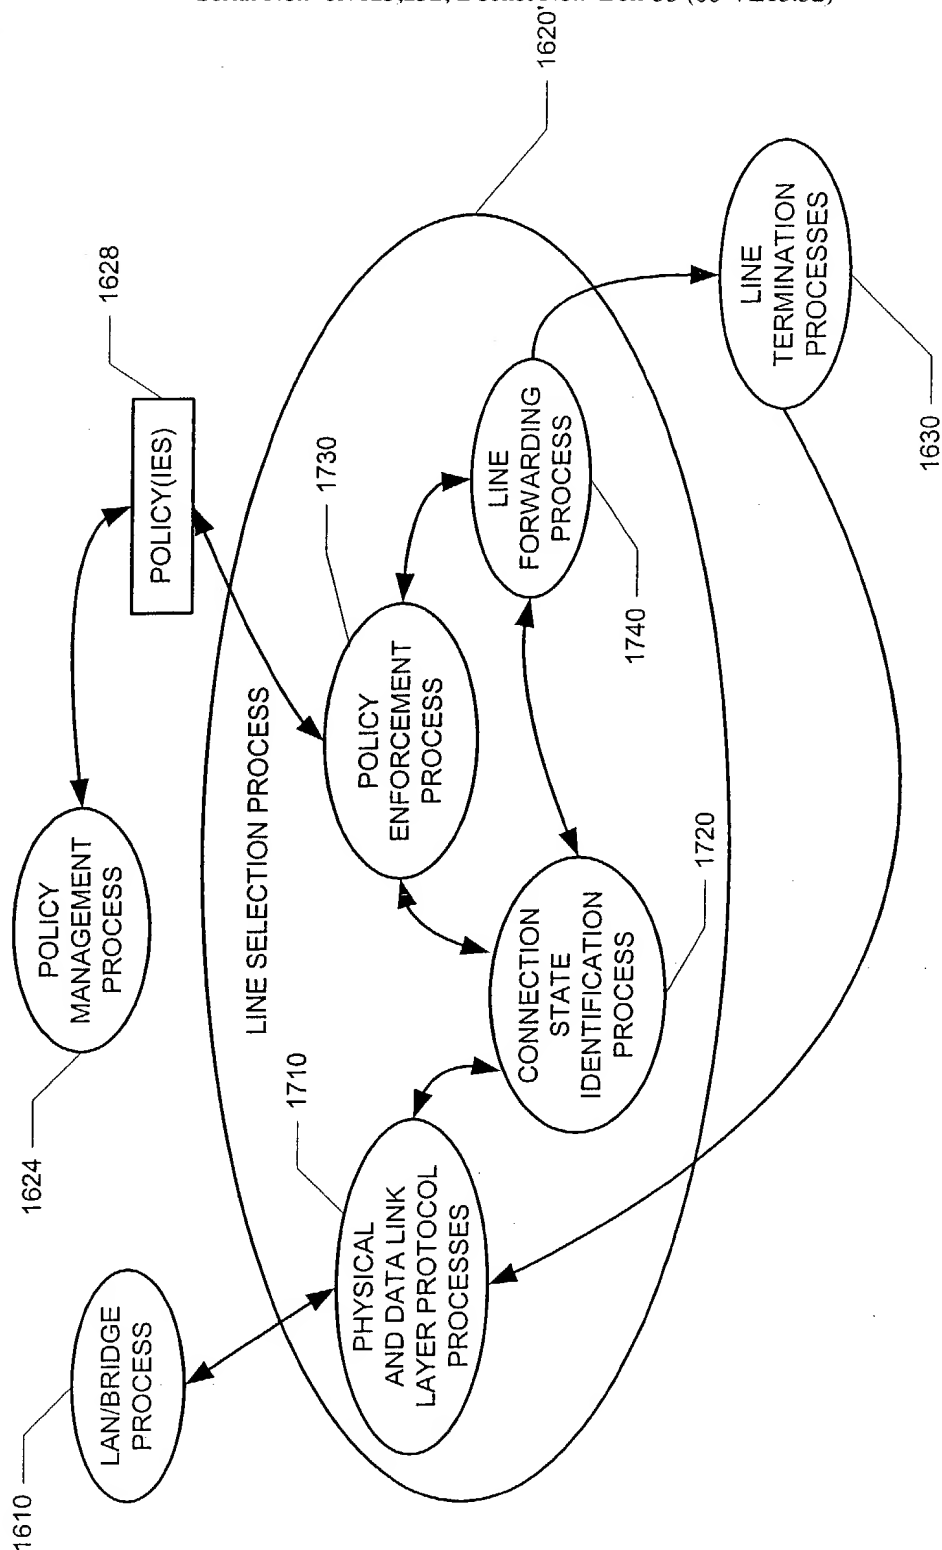 1610
LAN/BRIDGE
PROCESS
1624
POLICY
MANAGEMENT
PROCESS
POLICY(IES)
1628
LINE SELECTION PROCESS
1620'
1710
PHYSICAL
AND DATA LINK
LAYER PROTOCOL
PROCESSES
1730
POLICY
ENFORCEMENT
PROCESS
CONNECTION
STATE
IDENTIFICATION
PROCESS
1720
LINE
FORWARDING
PROCESS
1740
LINE
TERMINATION
PROCESSES
1630